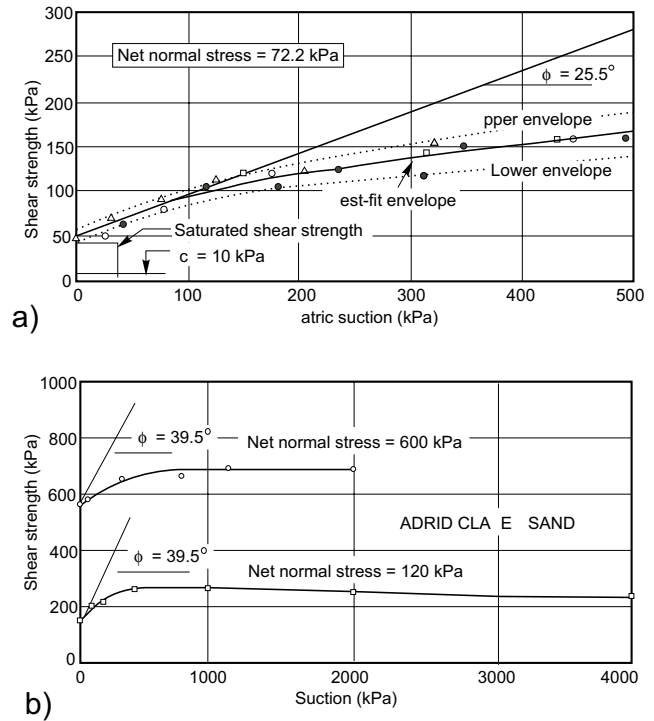 300
250
200
150
100
50
0
Shear strength (kPa)
Net normal stress = 72.2 kPa
ϕ = 25.5°
pper envelope
Lower envelope
est-fit envelope
Saturated shear strength
c = 10 kPa
0 100 200 300 400 500
atric suction (kPa)
a)
1000
800
600
400
200
0
Shear strength (kPa)
ϕ = 39.5°
Net normal stress = 600 kPa
ADRID CLA E SAND
ϕ = 39.5°
Net normal stress = 120 kPa
0 1000 2000 3000 4000
Suction (kPa)
b)